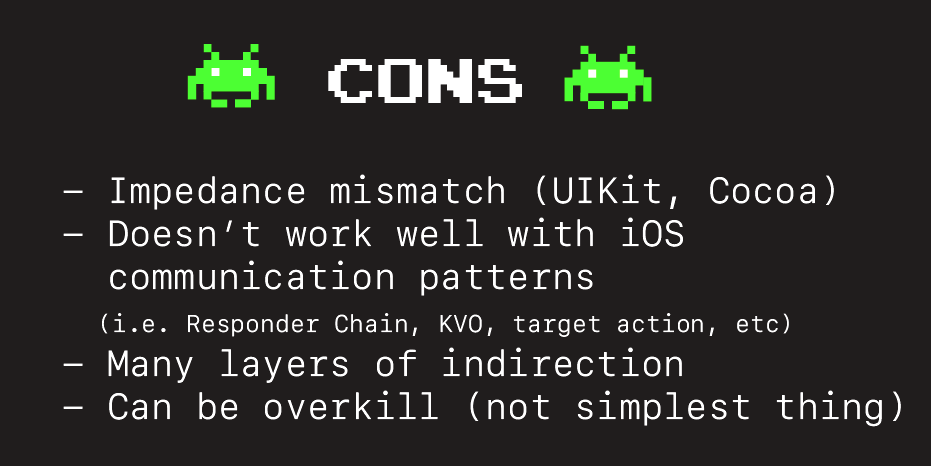 CONS
– Impedance mismatch (UIKit, Cocoa)
– Doesn’t work well with iOS
communication patterns
(i.e. Responder Chain, KVO, target action, etc)
– Many layers of indirection
– Can be overkill (not simplest thing)